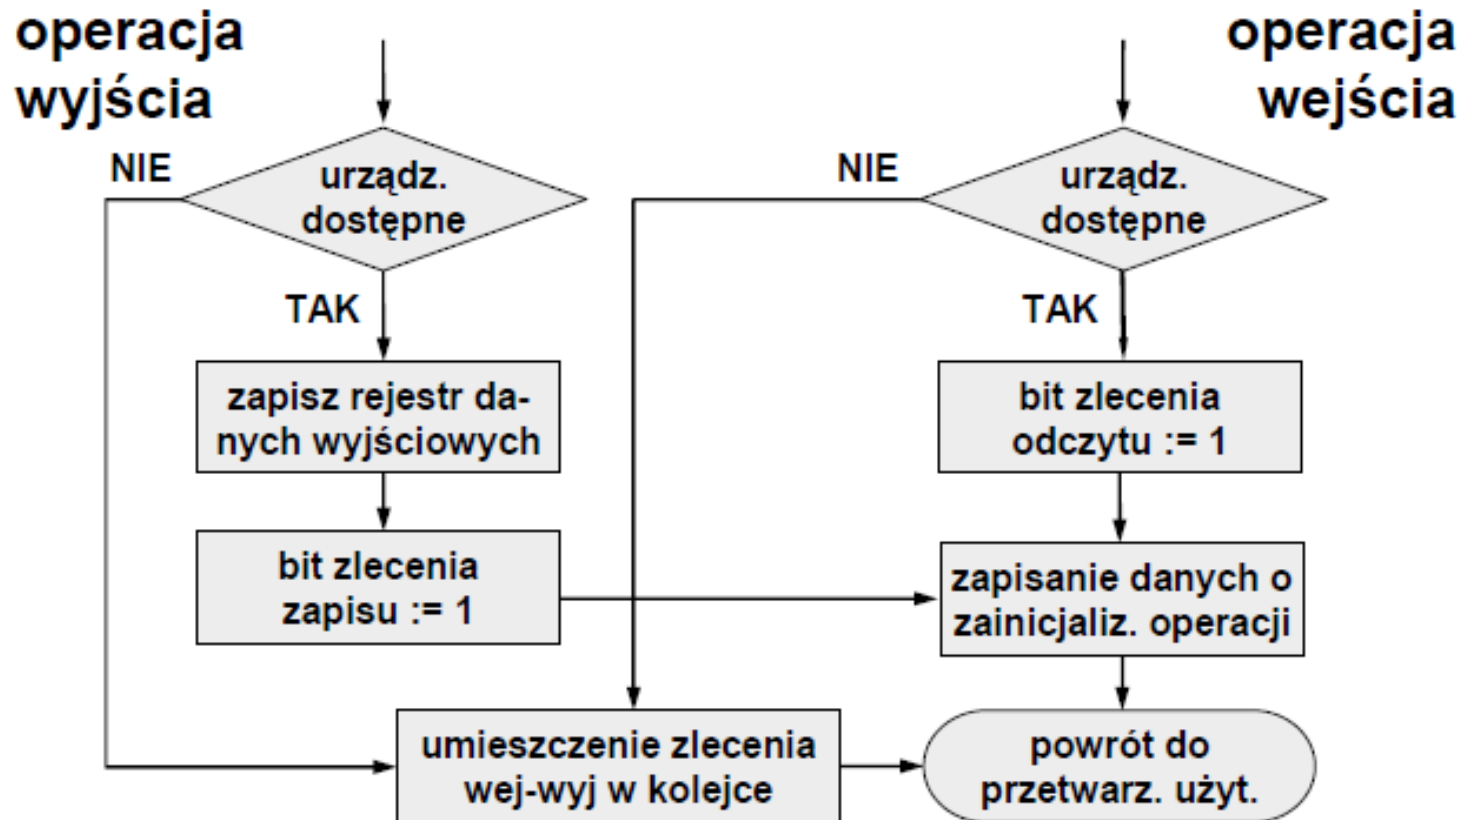 operacja
wyjścia
operacja
wejścia
NIE
urządz.
dostępne
NIE
urządz.
dostępne
TAK
TAK
zapisz rejestr da-
nych wyjściowych
bit zlecenia
odczytu := 1
bit zlecenia
zapisu := 1
zapisanie danych o
zainicjaliz. operacji
umieszczenie zlecenia
wej-wyj w kolejce
powrót do
przetwarz. użyt.